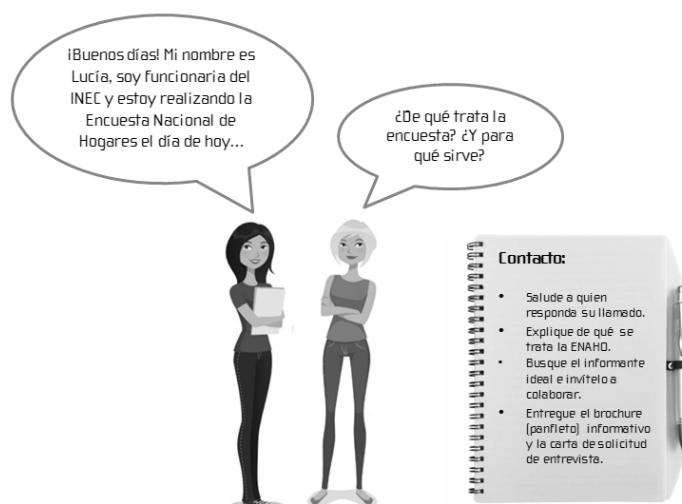 ¡Buenos días! Mi nombre es
Lucía, soy funcionaria del
INEC y estoy realizando la
Encuesta Nacional de
Hogares el día de hoy...
¿De qué trata la
encuesta? ¿Y para
qué sirve?
Contacto:
• Salude a quien
responda su llamado.
• Explique de qué se
trata la ENAHO.
• Busque el informante
ideal e invítelo a
colaborar.
• Entregue el brochure
(panfleto) informativo
y la carta de solicitud
de entrevista.